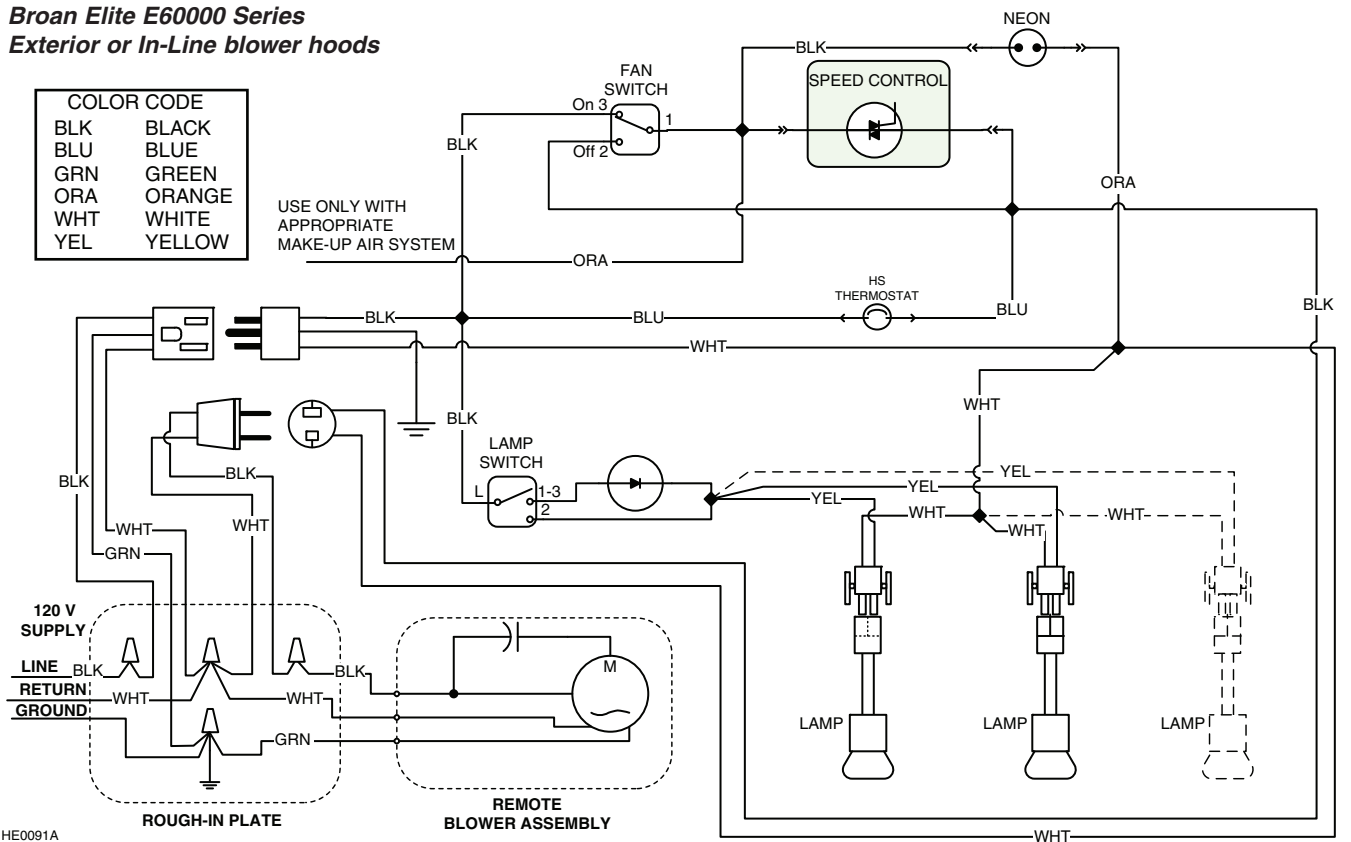 Broan Elite E60000 Series
Exterior or In-Line blower hoods
COLOR CODE
BLK BLACK
BLU BLUE
GRN GREEN
ORA ORANGE
WHT WHITE
YEL YELLOW
NEON
BLK
SPEED CONTROL
FAN
SWITCH
On 3
1
Off 2
BLK
ORA
USE ONLY WITH
APPROPRIATE
MAKE-UP AIR SYSTEM
ORA
HS
THERMOSTAT
BLK
BLU
BLU
BLK
WHT
WHT
BLK
LAMP
SWITCH
L
1-3
2
YEL
YEL
YEL
WHT
WHT
WHT
BLK
BLK
WHT
WHT
GRN
120 V
SUPPLY
LINE
BLK
RETURN
WHT
GROUND
BLK
WHT
GRN
M
LAMP
LAMP
LAMP
ROUGH-IN PLATE
REMOTE
BLOWER ASSEMBLY
WHT
HE0091A